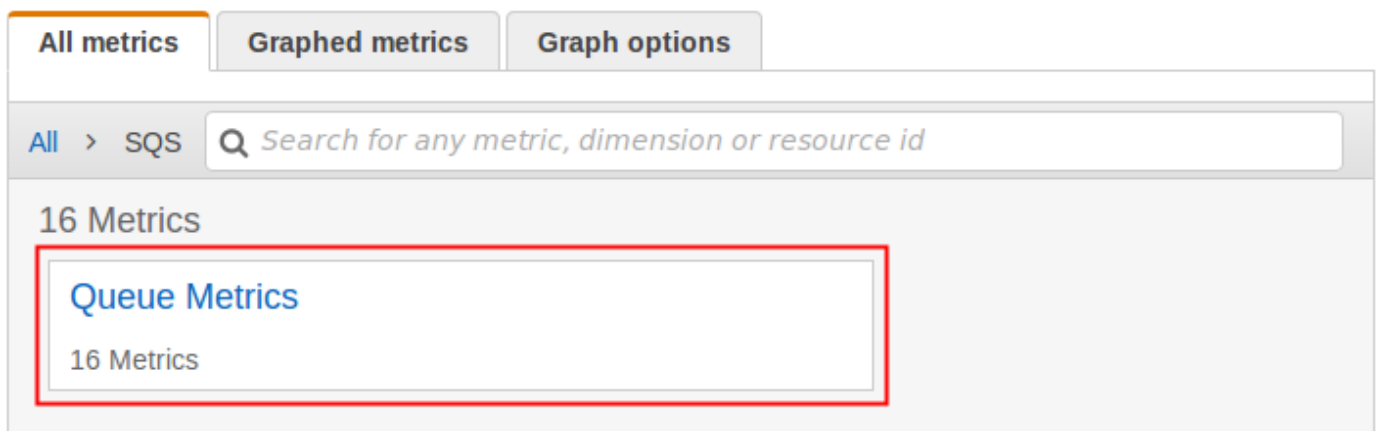 All metrics Graphed metrics Graph options
All > SQS Search for any metric, dimension or resource id
16 Metrics
Queue Metrics
16 Metrics